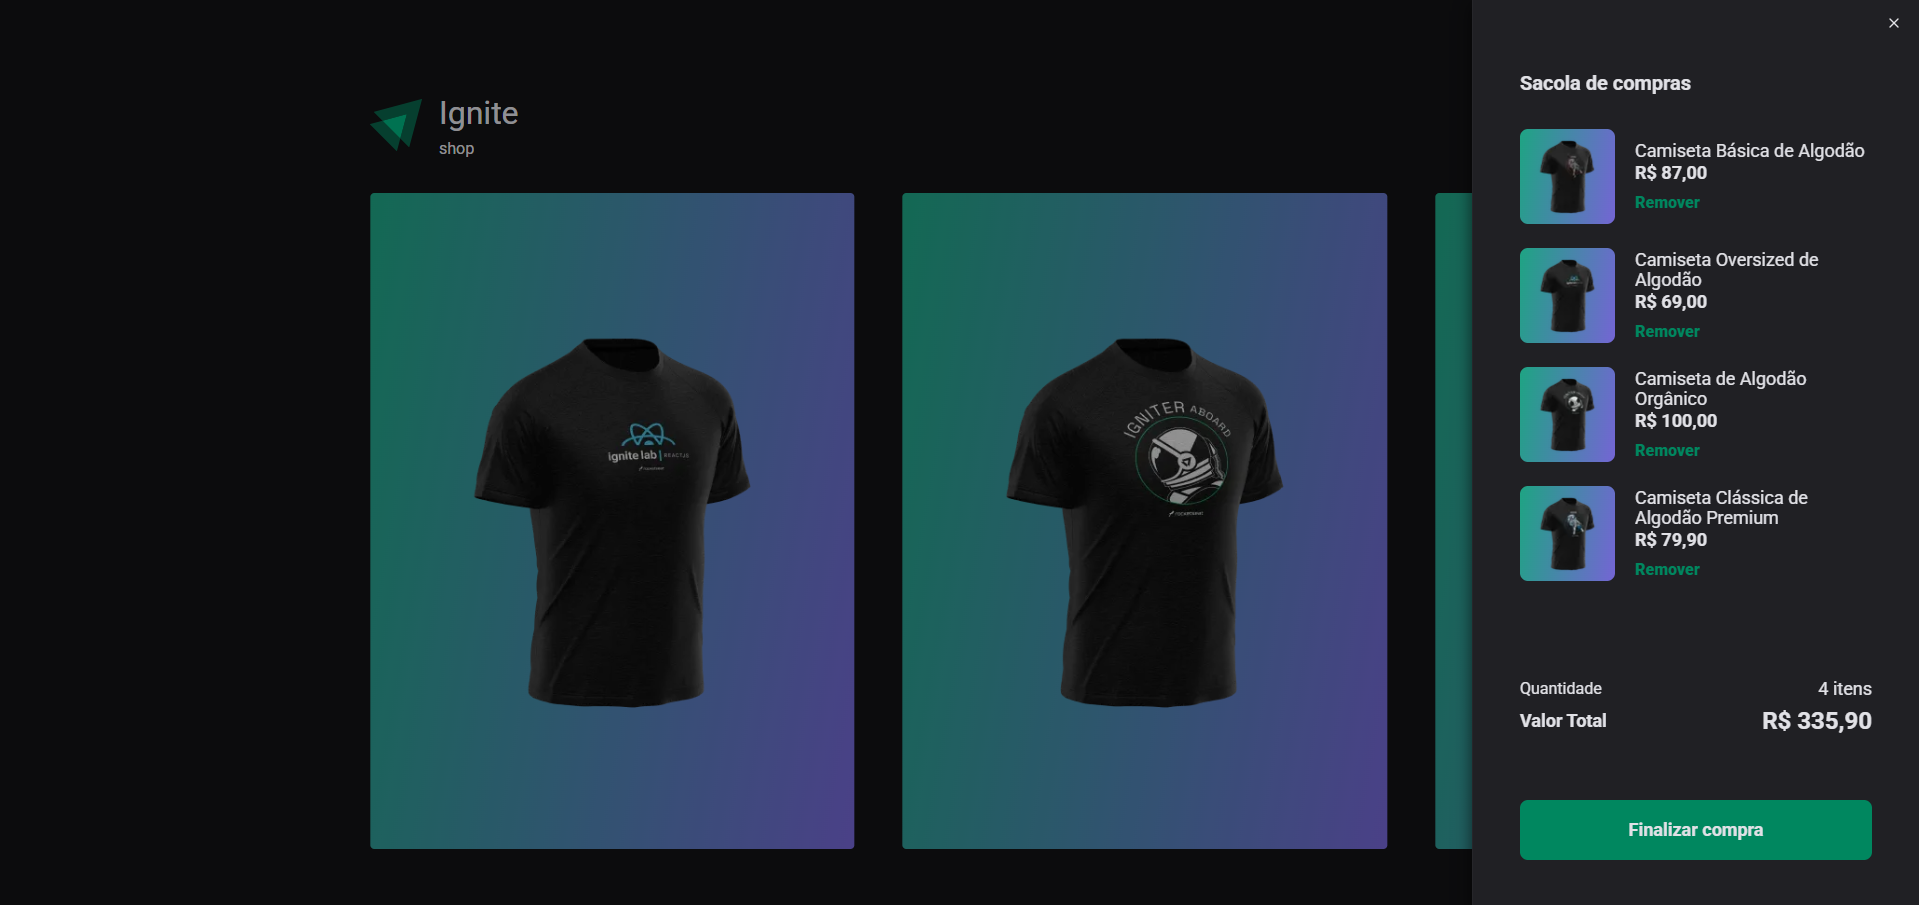 Ignite
shop
ignite lab | REACTJS
IGNITER ABOARD
Sacola de compras
Camiseta Básica de Algodão
R$ 87,00
Remover
Camiseta Oversized de
Algodão
R$ 69,00
Remover
Camiseta de Algodão
Orgânico
R$ 100,00
Remover
Camiseta Clássica de
Algodão Premium
R$ 79,90
Remover
Quantidade
4 itens
Valor Total
R$ 335,90
Finalizar compra